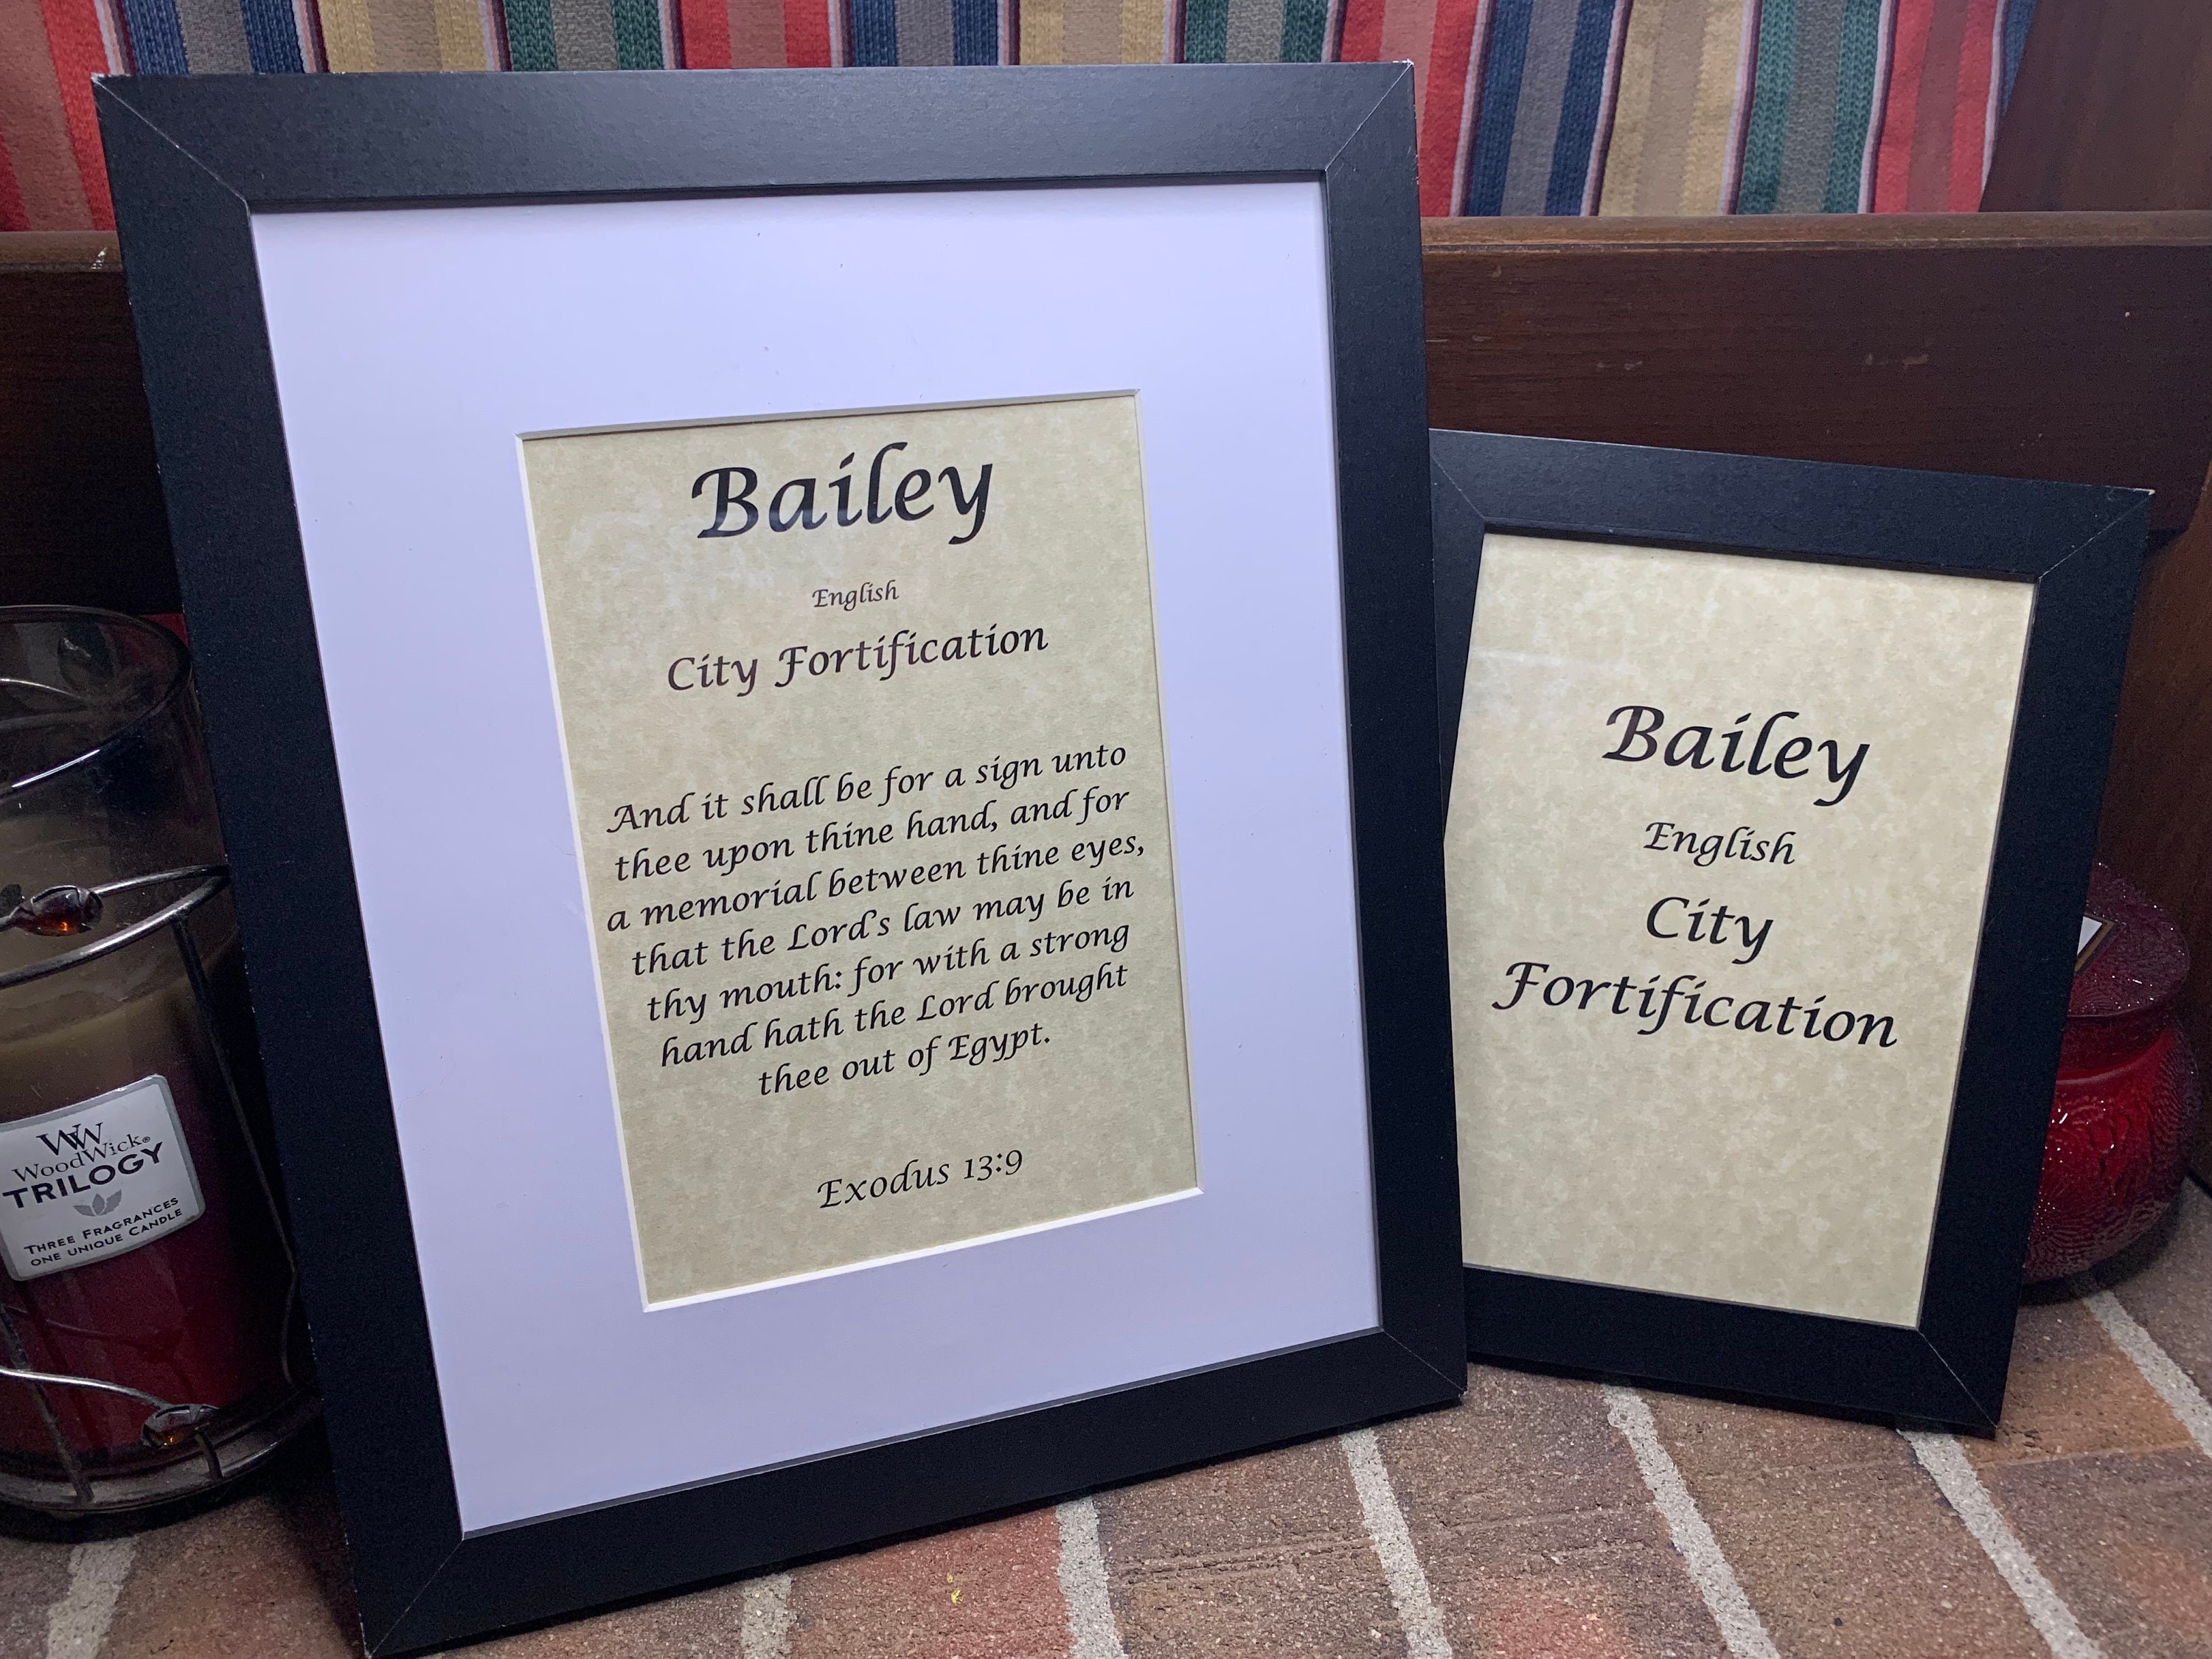 Bailey
English
City Fortification
And it shall be for a sign unto
thee upon thine hand, and for
a memorial between thine eyes,
that the Lord's law may be in
thy mouth: for with a strong
hand hath the Lord brought
thee out of Egypt.
Exodus 13:9
Bailey
English
City
Fortification
WW
WoodWick®
TRILOGY
THREE FRAGRANCES
ONE UNIQUE CANDLE